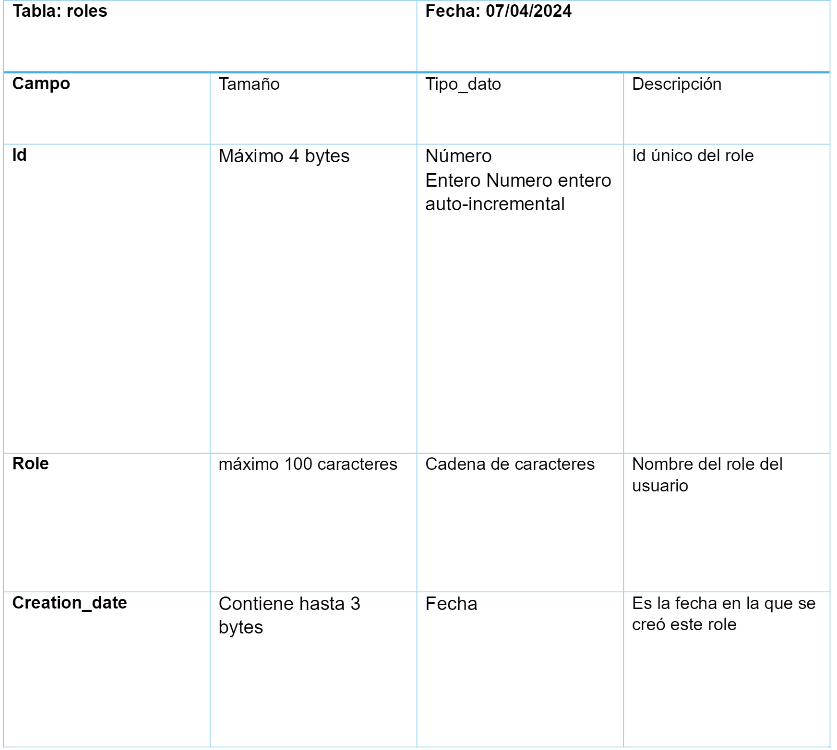 Tabla: roles
Fecha: 07/04/2024
Campo
Tamaño
Tipo_dato
Descripción
Id
Máximo 4 bytes
Número
Entero Numero entero
auto-incremental
Id único del role
Role
máximo 100 caracteres
Cadena de caracteres
Nombre del role del
usuario
Creation_date
Contiene hasta 3
bytes
Fecha
Es la fecha en la que se
creó este role